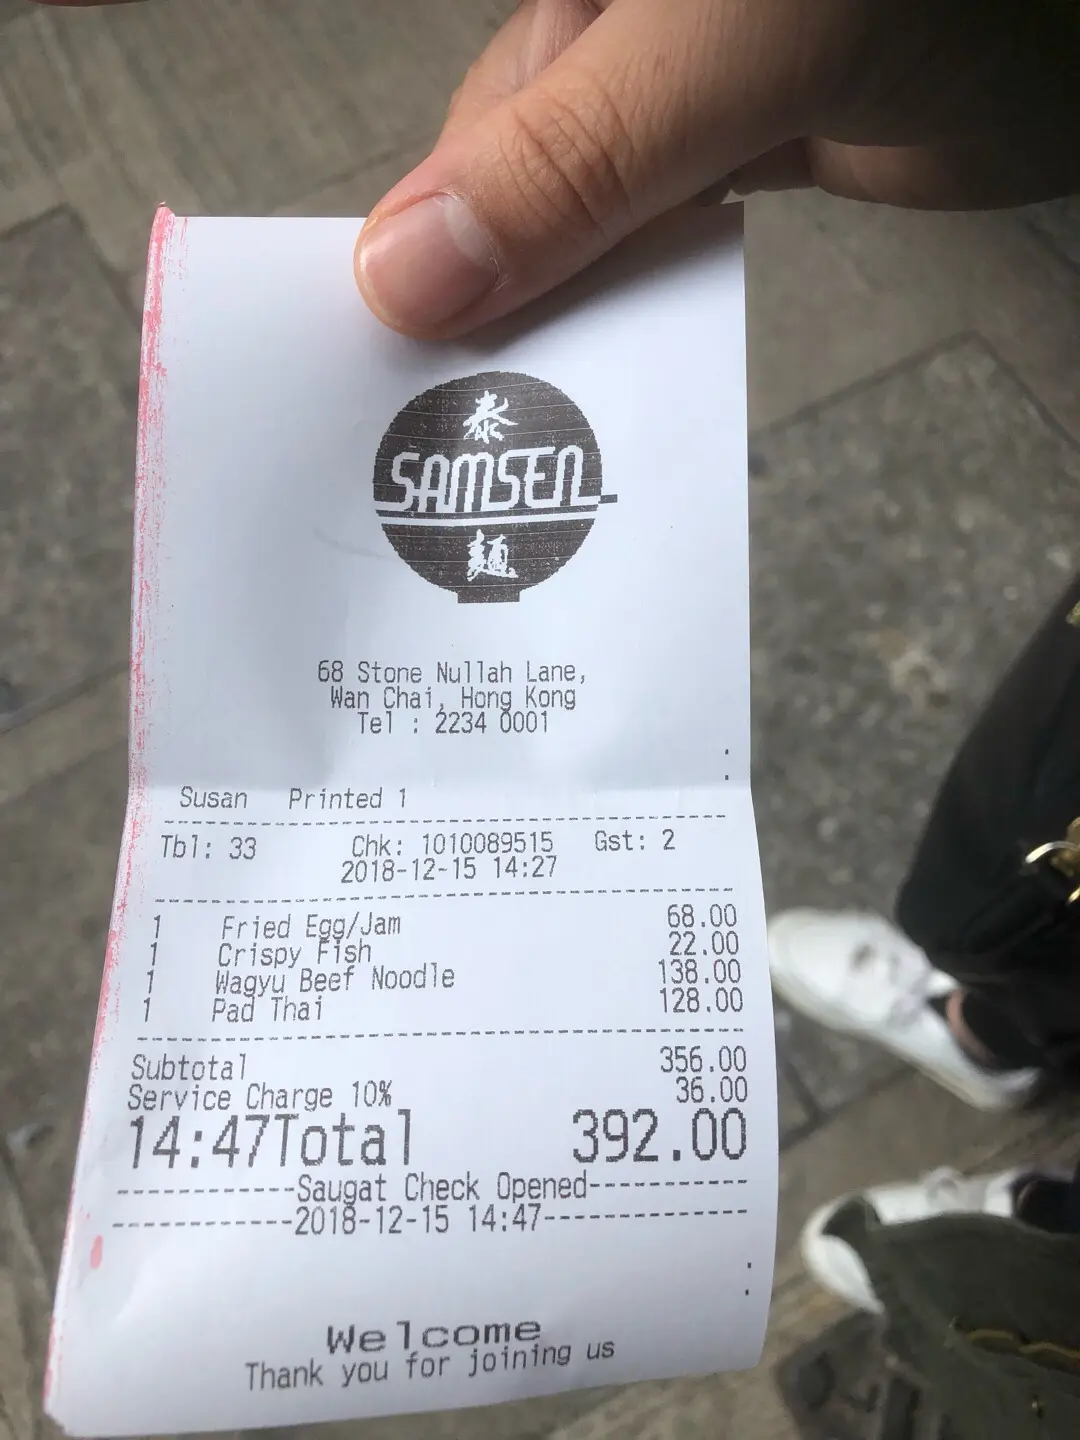 泰
SAMSEN
麵
68 Stone Nullah Lane,
Wan Chai, Hong Kong
Tel : 2234 0001
:
Susan Printed 1
Tbl: 33 Chk: 1010089515 Gst: 2
2018-12-15 14:27
1 Fried Egg/Jam 68.00
1 Crispy Fish 22.00
1 Wagyu Beef Noodle 138.00
1 Pad Thai 128.00
Subtotal 356.00
Service Charge 10% 36.00
14:47Total 392.00
------------Saugat Check Opened-----------
------------2018-12-15 14:47--------------
:
Welcome
Thank you for joining us